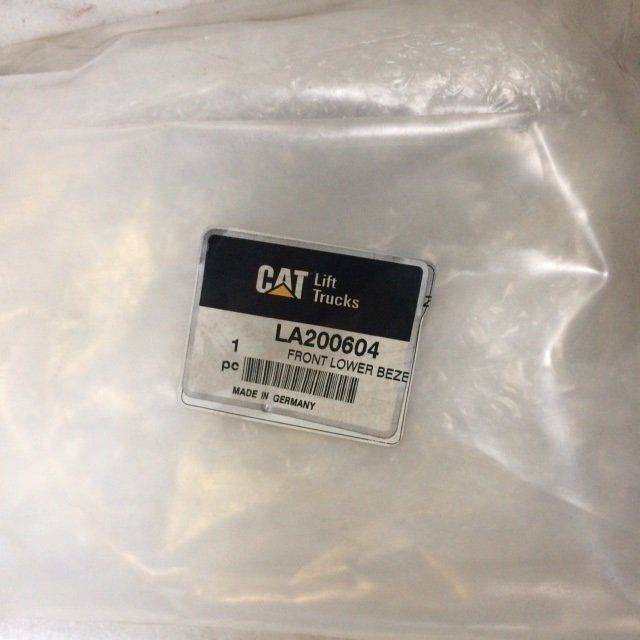 CAT Lift
Trucks
LA200604
1 FRONT LOWER BEZE
pc
MADE IN GERMANY